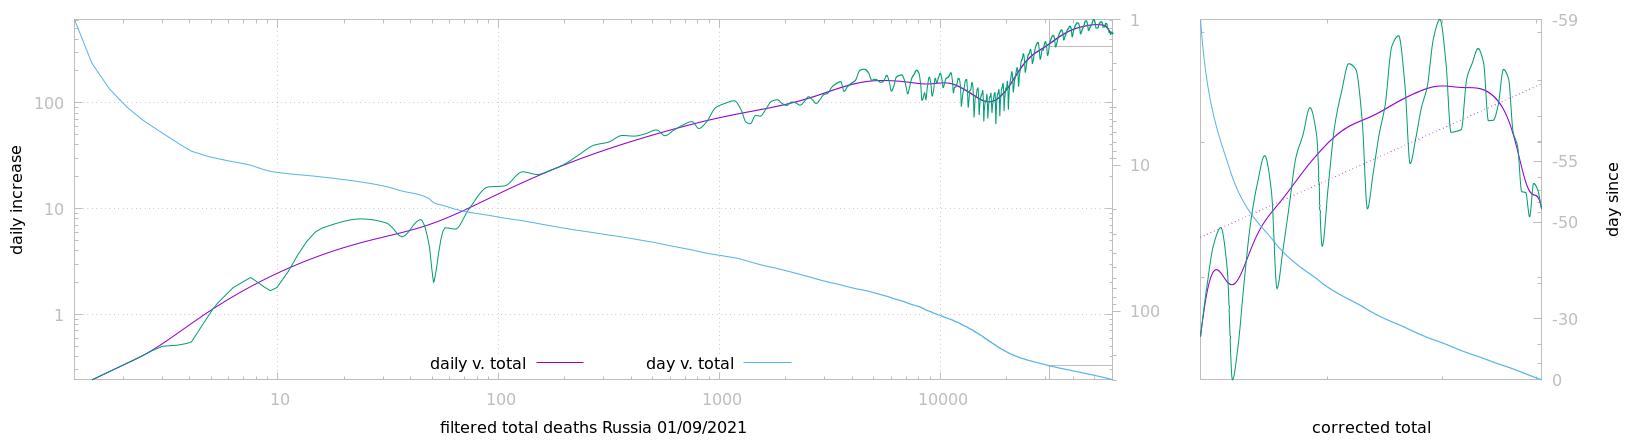 daily increase
100
10
1
10
100
1000
10000
1
10
100
daily v. total
day v. total
filtered total deaths Russia 01/09/2021
-59
-55
-50
-30
0
day since
corrected total